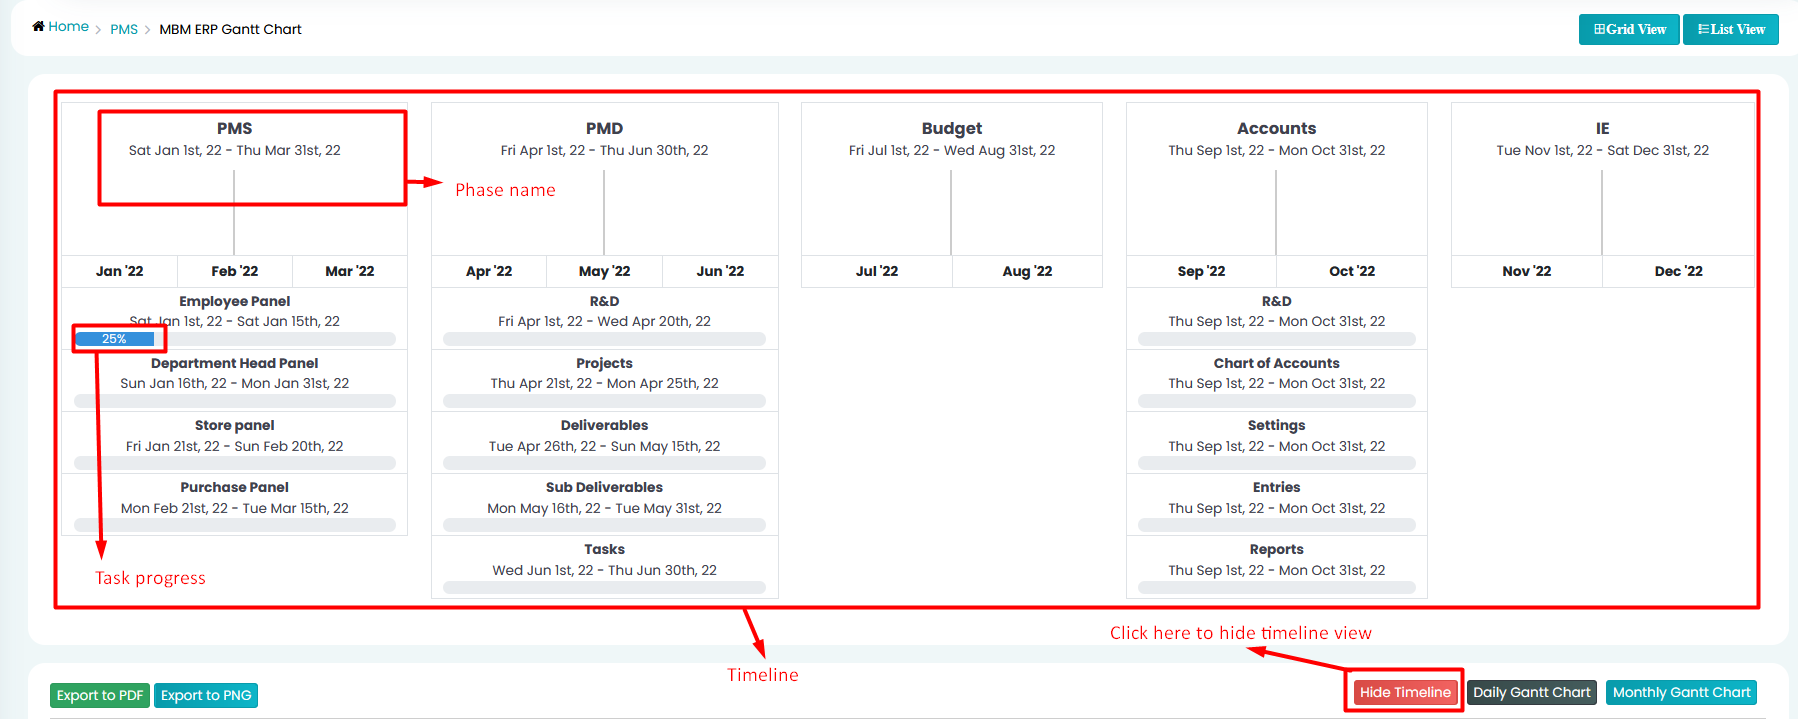 Home > PMS > MBM ERP Gantt Chart
Grid View
List View
PMS
Sat Jan 1st, 22 - Thu Mar 31st, 22
Phase name
Jan '22 Feb '22 Mar '22
Employee Panel
Sat Jan 1st, 22 - Sat Jan 15th, 22
25%
Department Head Panel
Sun Jan 16th, 22 - Mon Jan 31st, 22
Store panel
Fri Jan 21st, 22 - Sun Feb 20th, 22
Purchase Panel
Mon Feb 21st, 22 - Tue Mar 15th, 22
Task progress
PMD
Fri Apr 1st, 22 - Thu Jun 30th, 22
Apr '22 May '22 Jun '22
R&D
Fri Apr 1st, 22 - Wed Apr 20th, 22
Projects
Thu Apr 21st, 22 - Mon Apr 25th, 22
Deliverables
Tue Apr 26th, 22 - Sun May 15th, 22
Sub Deliverables
Mon May 16th, 22 - Tue May 31st, 22
Tasks
Wed Jun 1st, 22 - Thu Jun 30th, 22
Budget
Fri Jul 1st, 22 - Wed Aug 31st, 22
Jul '22 Aug '22
Accounts
Thu Sep 1st, 22 - Mon Oct 31st, 22
Sep '22 Oct '22
R&D
Thu Sep 1st, 22 - Mon Oct 31st, 22
Chart of Accounts
Thu Sep 1st, 22 - Mon Oct 31st, 22
Settings
Thu Sep 1st, 22 - Mon Oct 31st, 22
Entries
Thu Sep 1st, 22 - Mon Oct 31st, 22
Reports
Thu Sep 1st, 22 - Mon Oct 31st, 22
IE
Tue Nov 1st, 22 - Sat Dec 31st, 22
Nov '22 Dec '22
Timeline
Click here to hide timeline view
Export to PDF
Export to PNG
Hide Timeline
Daily Gantt Chart
Monthly Gantt Chart